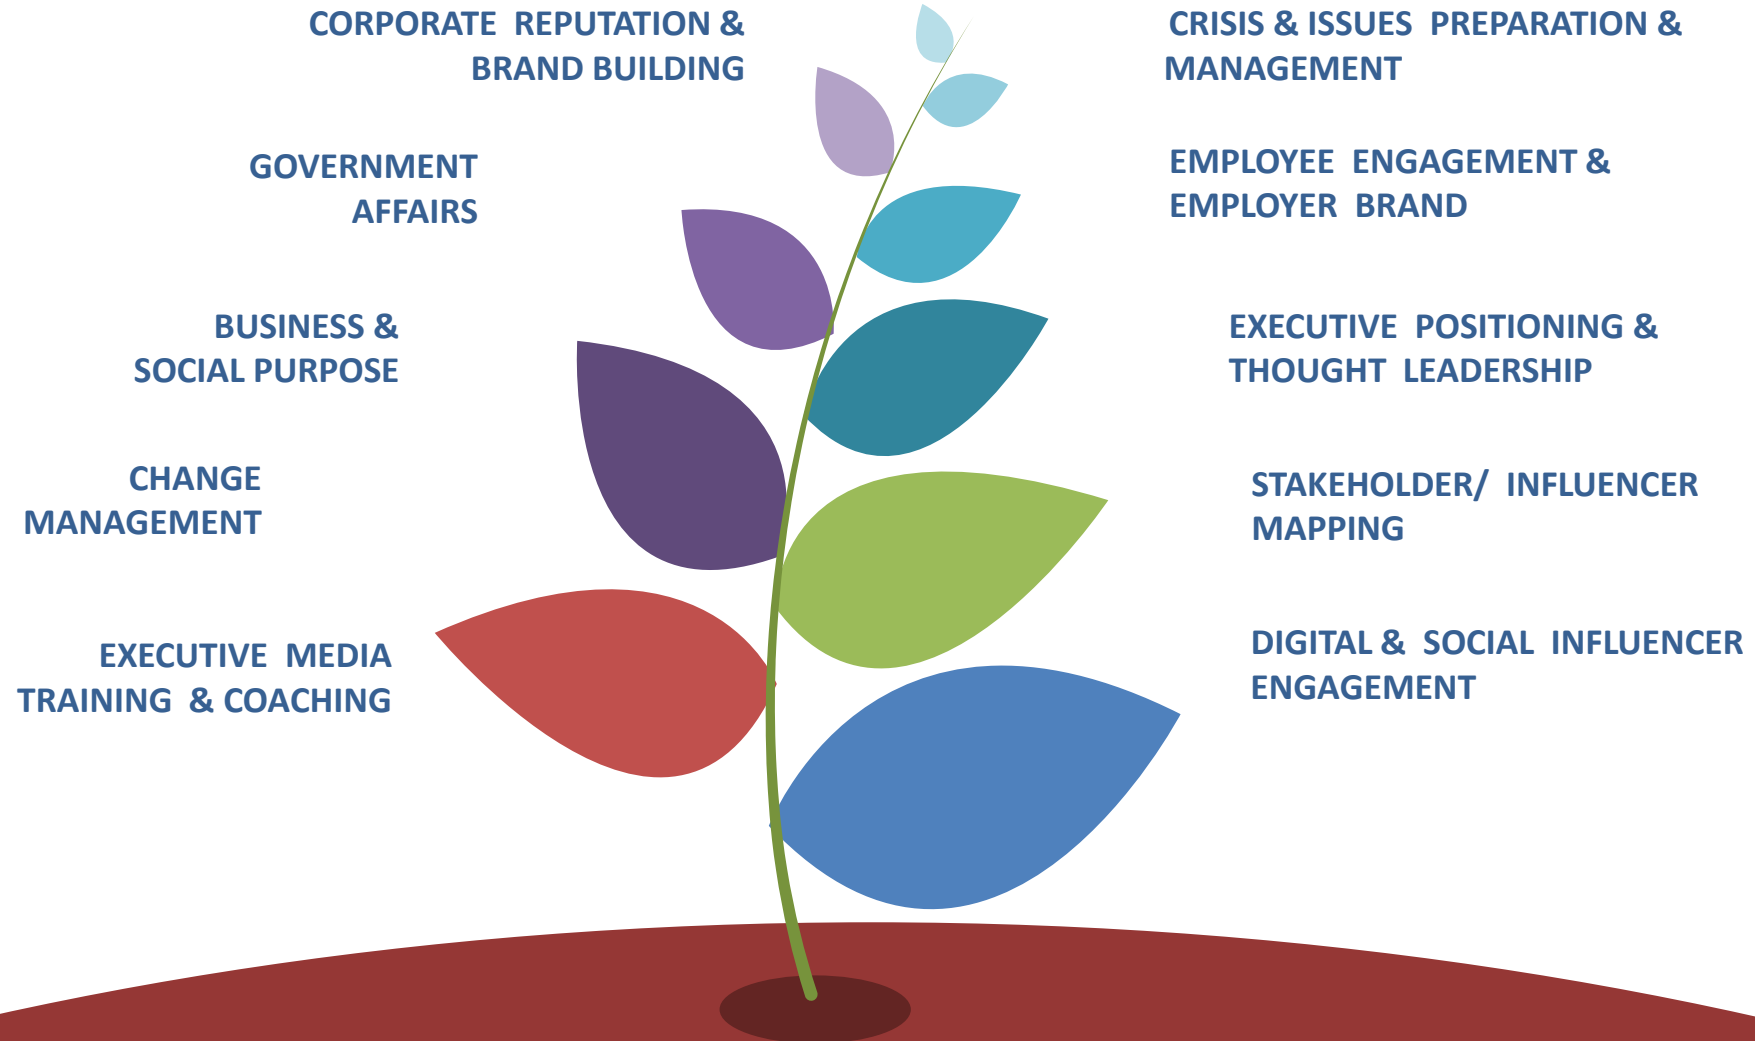 CORPORATE REPUTATION &
BRAND BUILDING
GOVERNMENT
AFFAIRS
BUSINESS &
SOCIAL PURPOSE
CHANGE
MANAGEMENT
EXECUTIVE MEDIA
TRAINING & COACHING
CRISIS & ISSUES PREPARATION &
MANAGEMENT
EMPLOYEE ENGAGEMENT &
EMPLOYER BRAND
EXECUTIVE POSITIONING &
THOUGHT LEADERSHIP
STAKEHOLDER/ INFLUENCER
MAPPING
DIGITAL & SOCIAL INFLUENCER
ENGAGEMENT